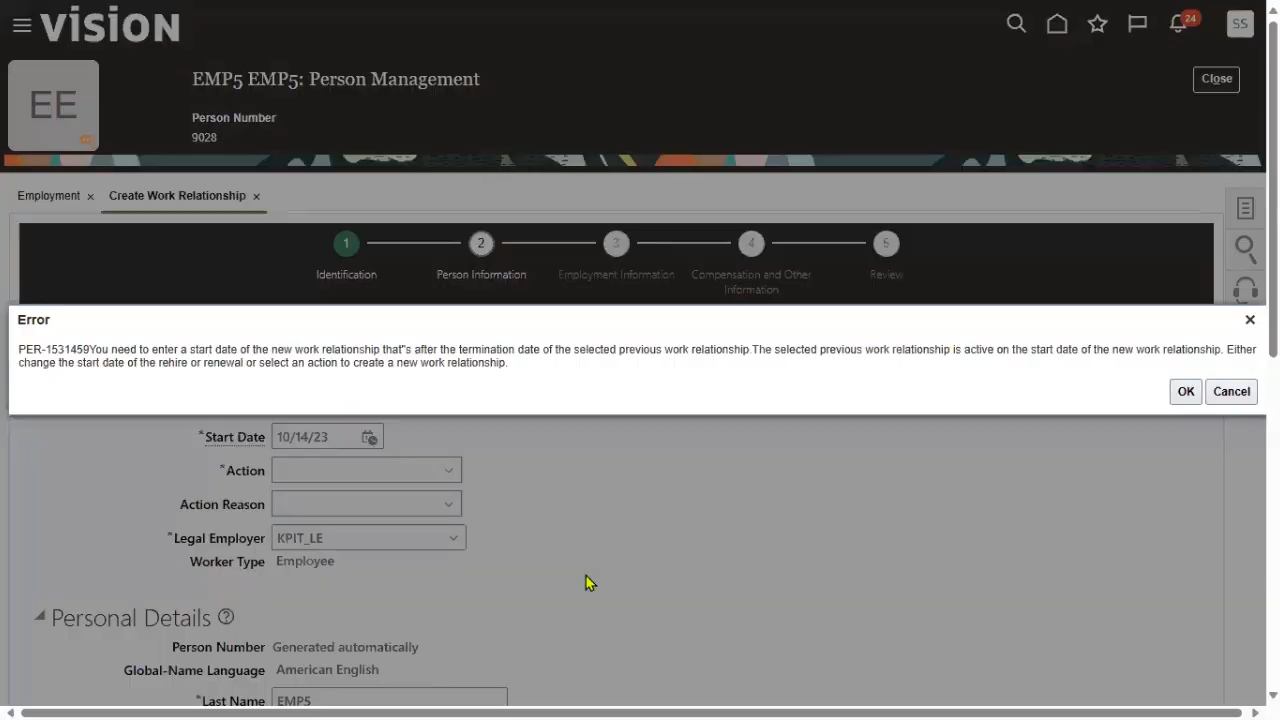 vision
24
SS
EE
EMP5 EMP5: Person Management
Close
Person Number
9028
Employment
Create Work Relationship
1
2
3
4
5
Identification
Person Information
Employment Information
Compensation and Other
Information
Review
Error
PER-1531459You need to enter a start date of the new work relationship that"s after the termination date of the selected previous work relationship.The selected previous work relationship is active on the start date of the new work relationship. Either
change the start date of the rehire or renewal or select an action to create a new work relationship.
OK
Cancel
*Start Date 10/14/23
*Action
Action Reason
*Legal Employer KPIT_LE
Worker Type Employee
Personal Details ?
Person Number Generated automatically
Global-Name Language American English
*Last Name EMP5